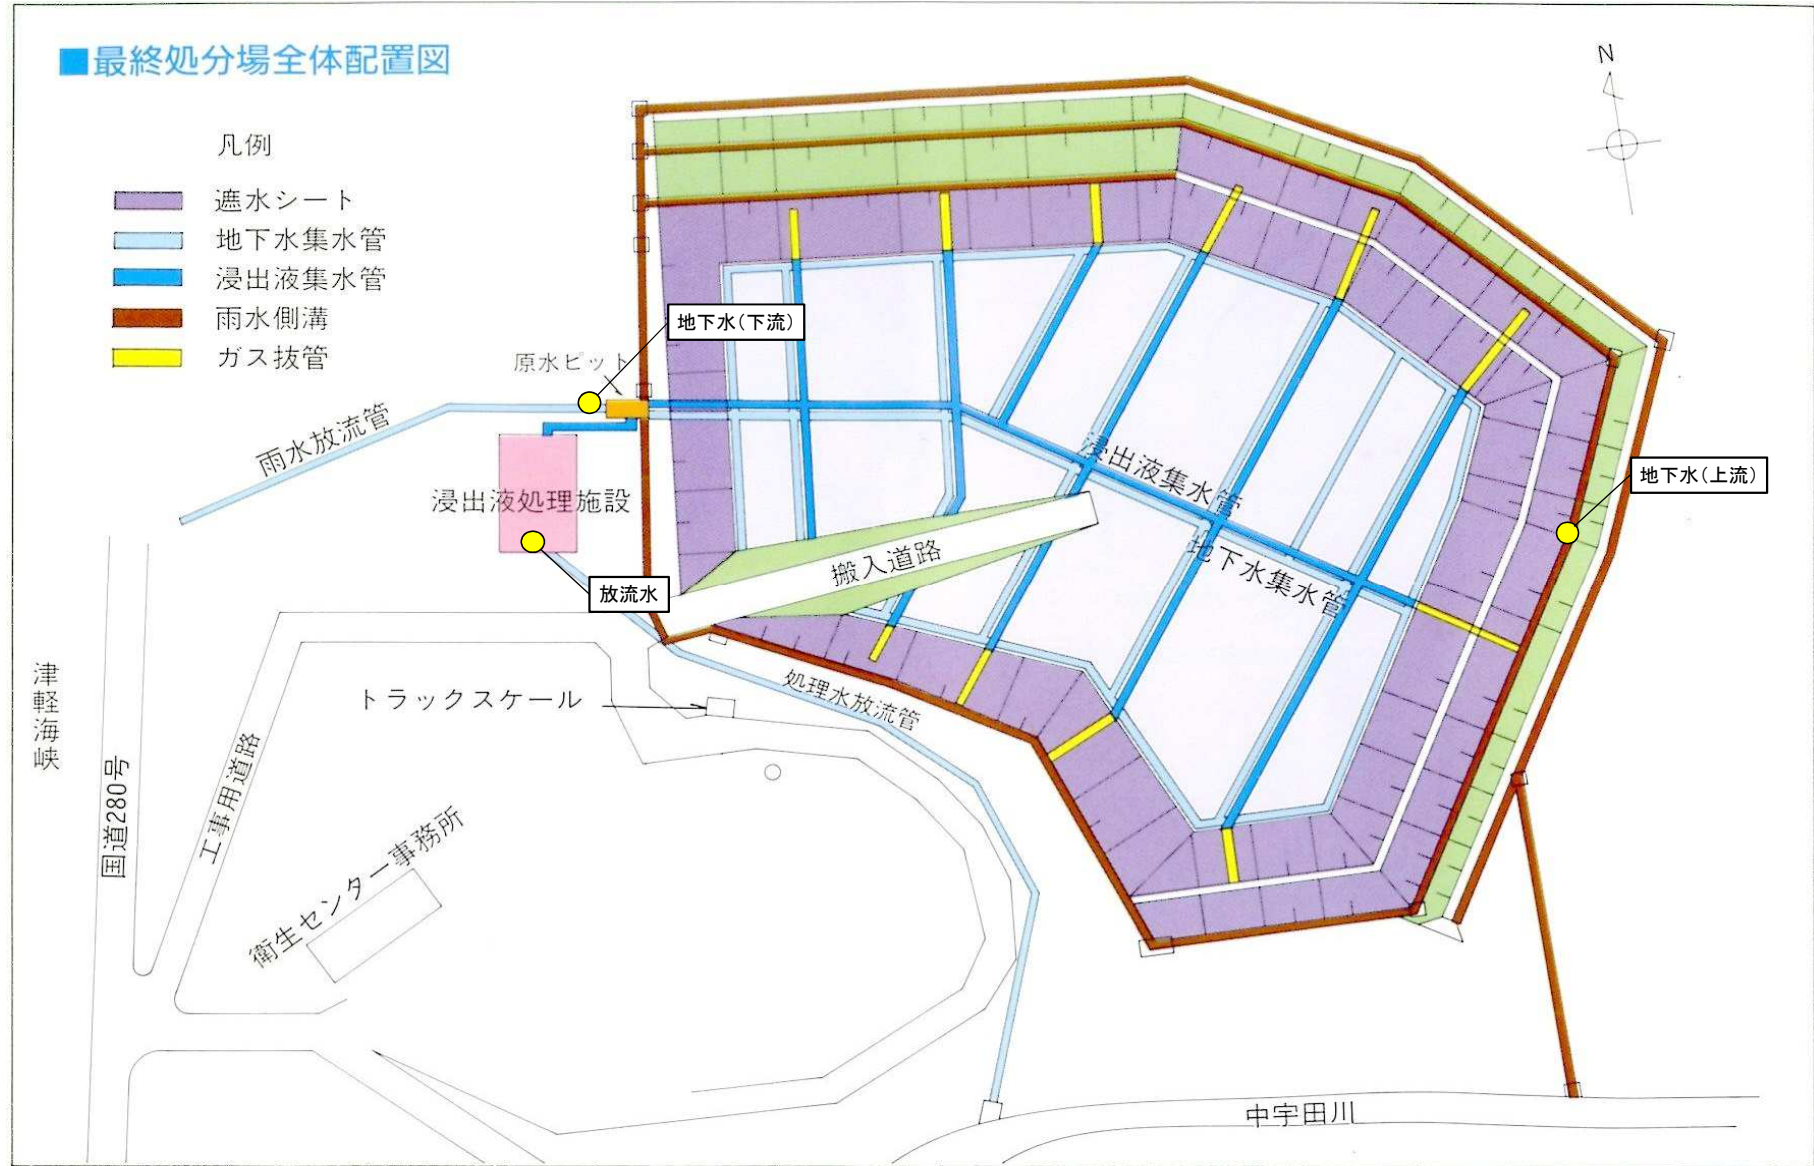 ■最終処分場全体配置図
N
凡例
遮水シート
地下水集水管
浸出液集水管
雨水側溝
ガス抜管
地下水(下流)
原水ピット
雨水放流管
浸出液集水管
地下水(上流)
浸出液処理施設
地下水集水管
搬入道路
放流水
津軽海峡
トラックスケール
処理水放流管
国道280号
工事用道路
衛生センター事務所
中宇田川